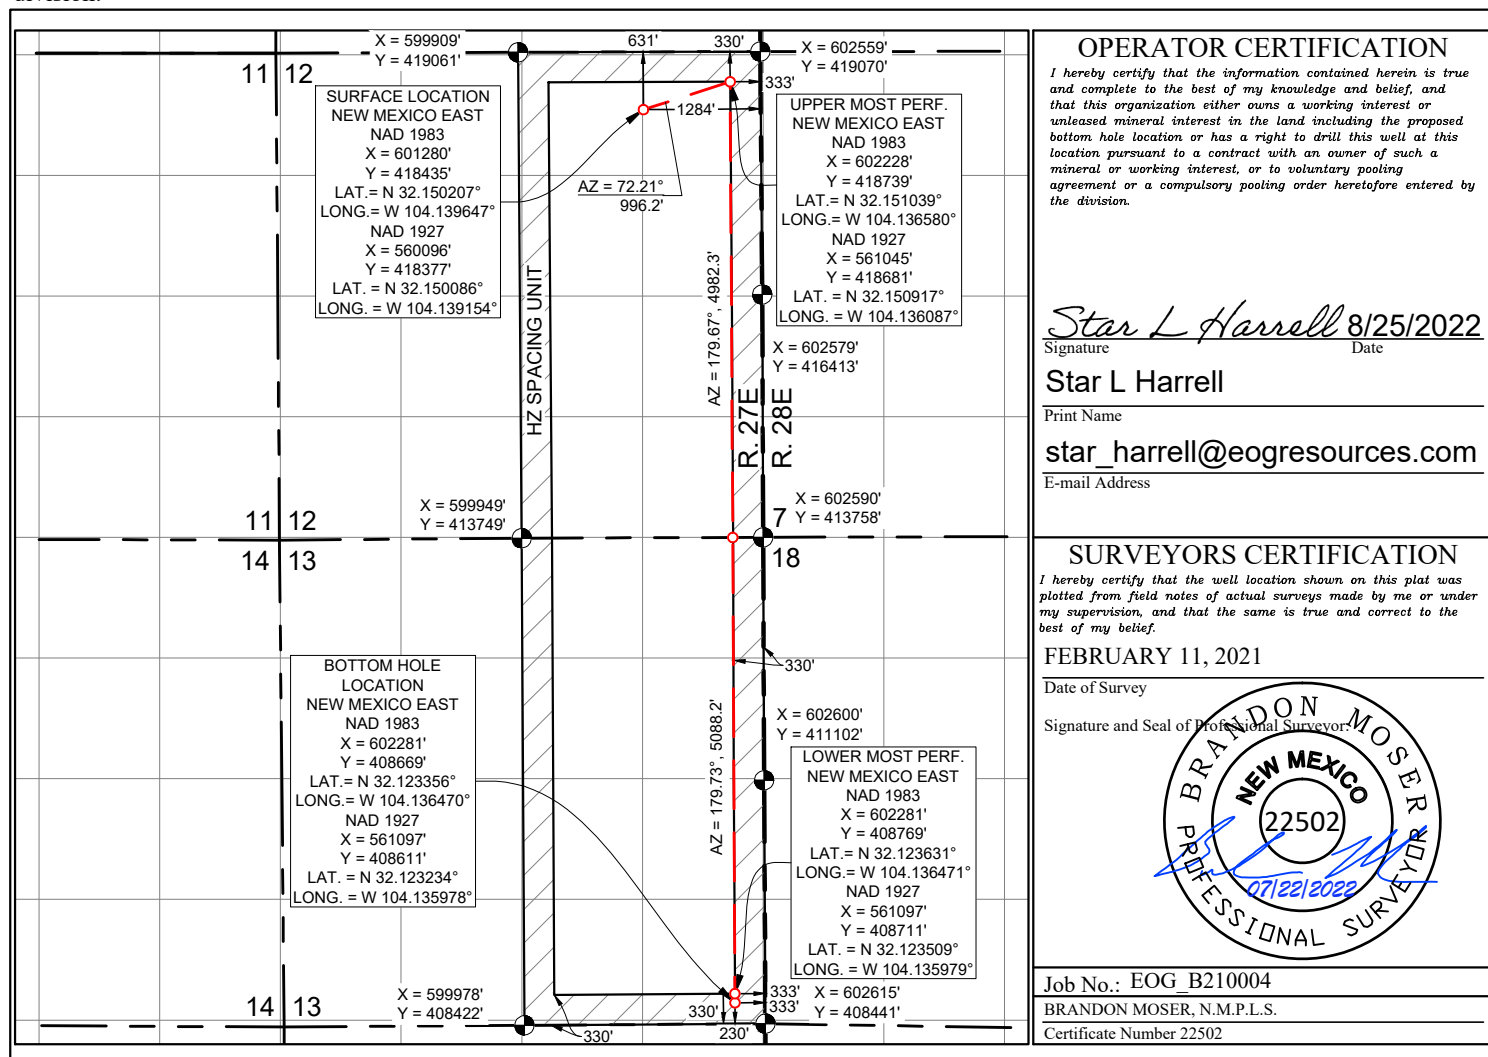 X = 599909'
Y = 419061'
631'
330'
X = 602559'
Y = 419070'
11 12
333'
1284'
SURFACE LOCATION
NEW MEXICO EAST
NAD 1983
X = 601280'
Y = 418435'
LAT.= N 32.150207°
LONG.= W 104.139647°
NAD 1927
X = 560096'
Y = 418377'
LAT. = N 32.150086°
LONG. = W 104.139154°
AZ = 72.21°
996.2'
UPPER MOST PERF.
NEW MEXICO EAST
NAD 1983
X = 602228'
Y = 418739'
LAT.= N 32.151039°
LONG.= W 104.136580°
NAD 1927
X = 561045'
Y = 418681'
LAT. = N 32.150917°
LONG. = W 104.136087°
HZ SPACING UNIT
AZ = 179.67°, 4982.3'
X = 602579'
Y = 416413'
R. 27E
R. 28E
X = 599949'
Y = 413749'
X = 602590'
Y = 413758'
11 12
14 13
7
18
330'
BOTTOM HOLE
LOCATION
NEW MEXICO EAST
NAD 1983
X = 602281'
Y = 408669'
LAT.= N 32.123356°
LONG.= W 104.136470°
NAD 1927
X = 561097'
Y = 408611'
LAT. = N 32.123234°
LONG. = W 104.135978°
AZ = 179.73°, 5088.2'
X = 602600'
Y = 411102'
LOWER MOST PERF.
NEW MEXICO EAST
NAD 1983
X = 602281'
Y = 408769'
LAT.= N 32.123631°
LONG.= W 104.136471°
NAD 1927
X = 561097'
Y = 408711'
LAT. = N 32.123509°
LONG. = W 104.135979°
14 13
X = 599978'
Y = 408422'
330'
330'
230'
333'
333'
X = 602615'
Y = 408441'
OPERATOR CERTIFICATION
I hereby certify that the information contained herein is true
and complete to the best of my knowledge and belief, and
that this organization either owns a working interest or
unleased mineral interest in the land including the proposed
bottom hole location or has a right to drill this well at this
location pursuant to a contract with an owner of such a
mineral or working interest, or to voluntary pooling
agreement or a compulsory pooling order heretofore entered by
the division.
Star L Harrell 8/25/2022
Signature Date
Star L Harrell
Print Name
star_harrell@eogresources.com
E-mail Address
SURVEYORS CERTIFICATION
I hereby certify that the well location shown on this plat was
plotted from field notes of actual surveys made by me or under
my supervision, and that the same is true and correct to the
best of my belief.
FEBRUARY 11, 2021
Date of Survey
Signature and Seal of Professional Surveyor:
BRANDON MOSER
NEW MEXICO
22502
07/22/2022
PROFESSIONAL SURVEYOR
Job No.: EOG_B210004
BRANDON MOSER, N.M.P.L.S.
Certificate Number 22502